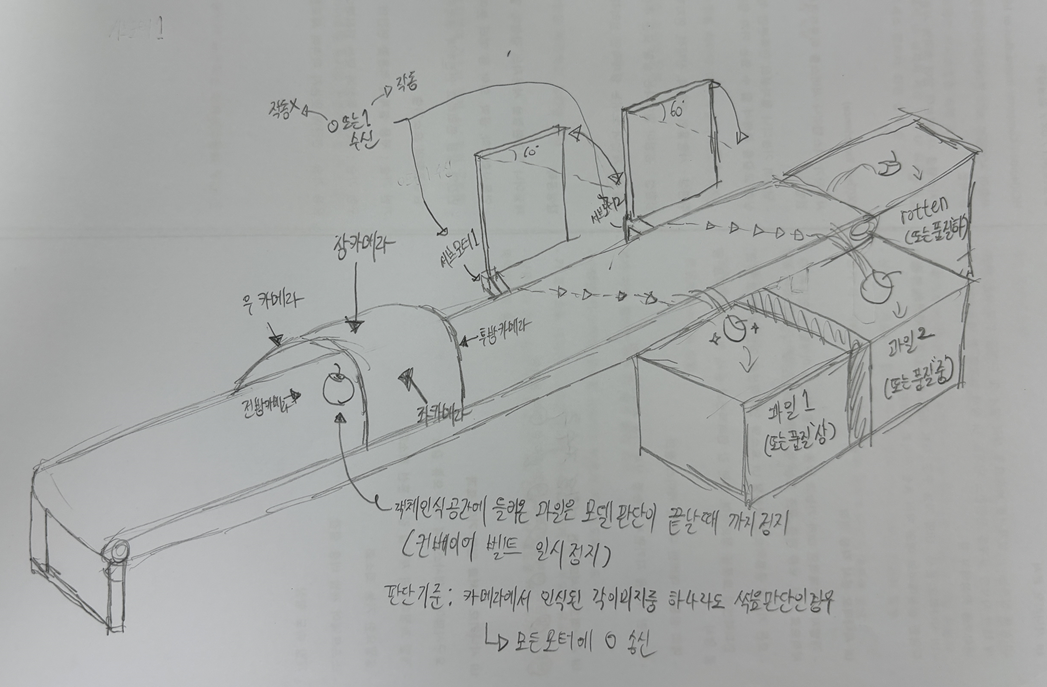 작동
작동X
0 또는 1
수신
60°
60°
서보모터1
서보모터2
상카메라
우 카메라
후방카메라
전방카메라
좌카메라
rotten
(또는 품질하)
과일2
(또는 품질 중)
과일 1
(또는 품질 상)
객체인식공간에 들어온 과일은 모델 판단이 끝날때 까지 정지
(컨베이어 벨트 일시정지)
판단기준 : 카메라에서 인식된 각이미지중 하나라도 썩음판단인경우
모든모터에 0 송신